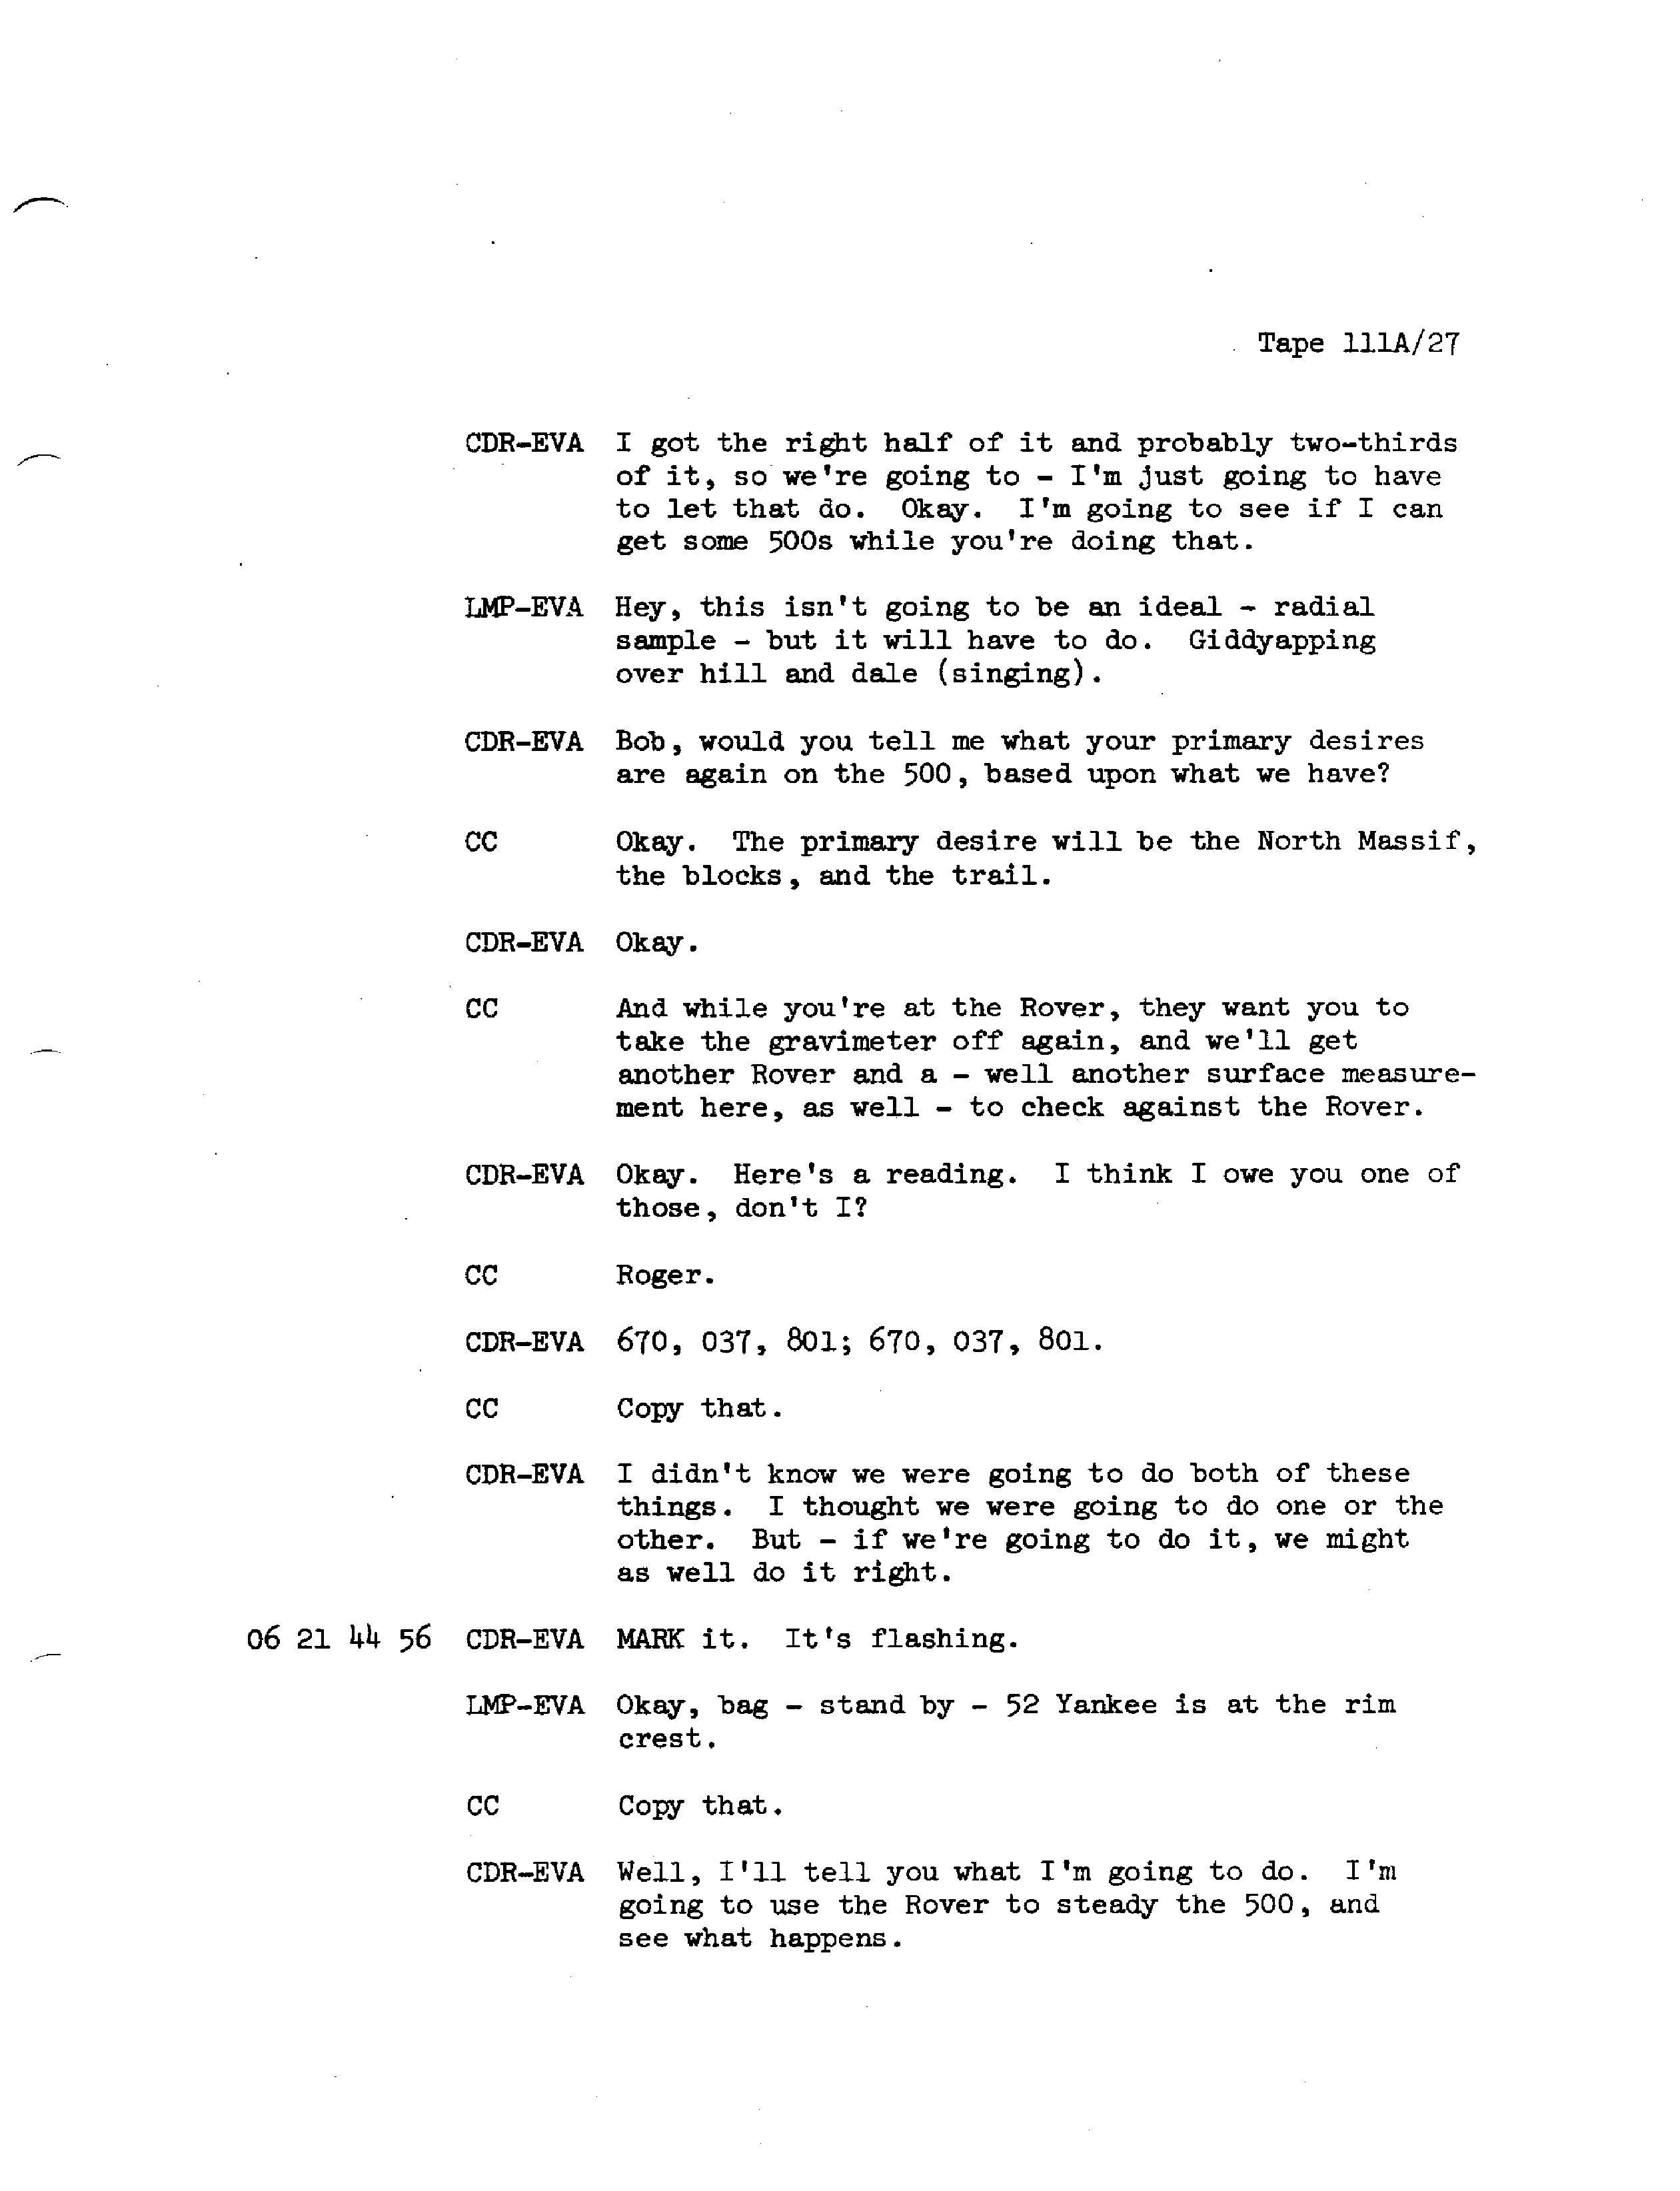 Tape 111A/27
CDR-EVA I got the right half of it and probably two-thirds
of it, so we're going to - I'm just going to have
to let that do. Okay. I'm going to see if I can
get some 500s while you're doing that.
LMP-EVA Hey, this isn't going to be an ideal - radial
sample - but it will have to do. Giddyapping
over hill and dale (singing).
CDR-EVA Bob, would you tell me what your primary desires
are again on the 500, based upon what we have?
CC Okay. The primary desire will be the North Massif,
the blocks, and the trail.
CDR-EVA Okay.
CC And while you're at the Rover, they want you to
take the gravimeter off again, and we'll get
another Rover and a - well another surface measure-
ment here, as well - to check against the Rover.
CDR-EVA Okay. Here's a reading. I think I owe you one of
those, don't I?
CC Roger.
CDR-EVA 670, 037, 801; 670, 037, 801.
CC Copy that.
CDR-EVA I didn't know we were going to do both of these
things. I thought we were going to do one or the
other. But - if we're going to do it, we might
as well do it right.
06 21 44 56 CDR-EVA MARK it. It's flashing.
LMP-EVA Okay, bag - stand by - 52 Yankee is at the rim
crest.
CC Copy that.
CDR-EVA Well, I'll tell you what I'm going to do. I'm
going to use the Rover to steady the 500, and
see what happens.